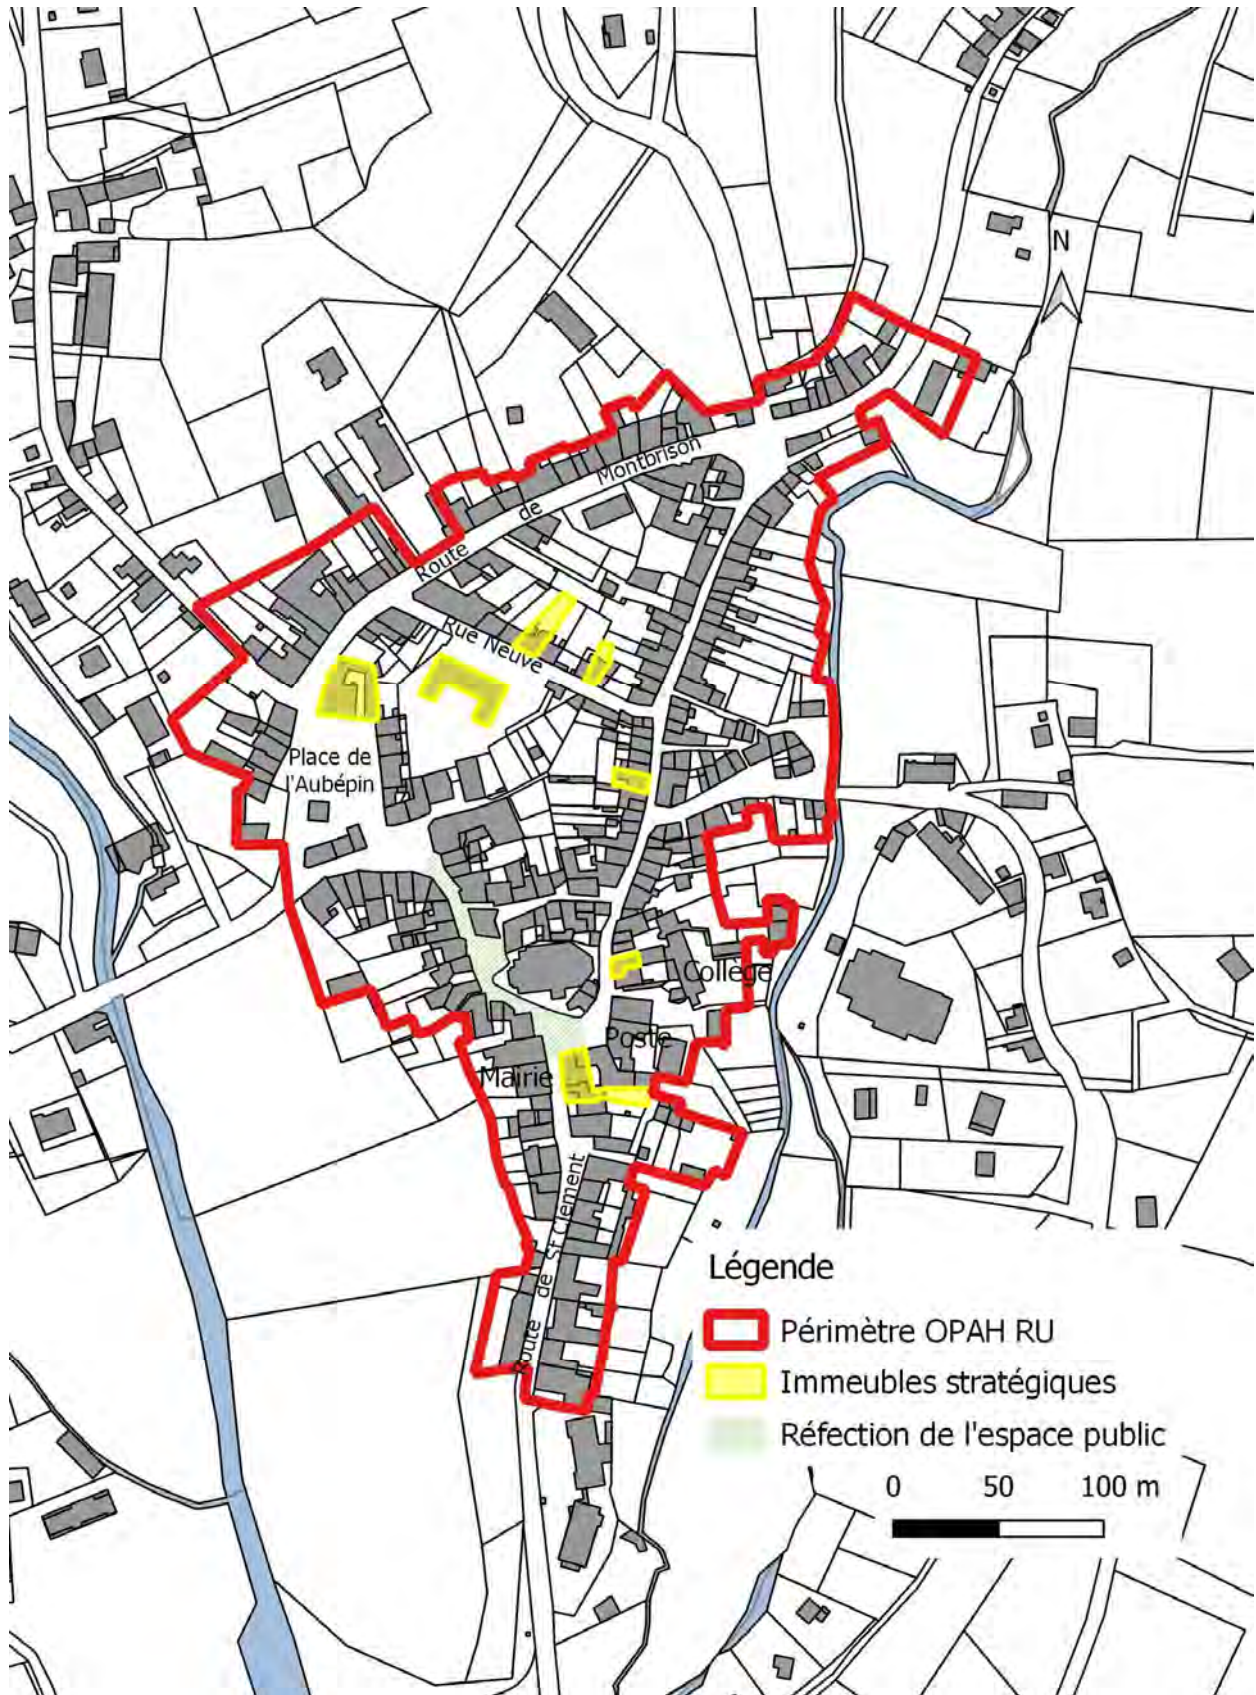 N
Route de Montbrison
Rue Neuve
Place de
l'Aubépin
Collège
Poste
Mairie
Route de St Clément
Légende
Périmètre OPAH RU
Immeubles stratégiques
Réfection de l'espace public
0 50 100 m